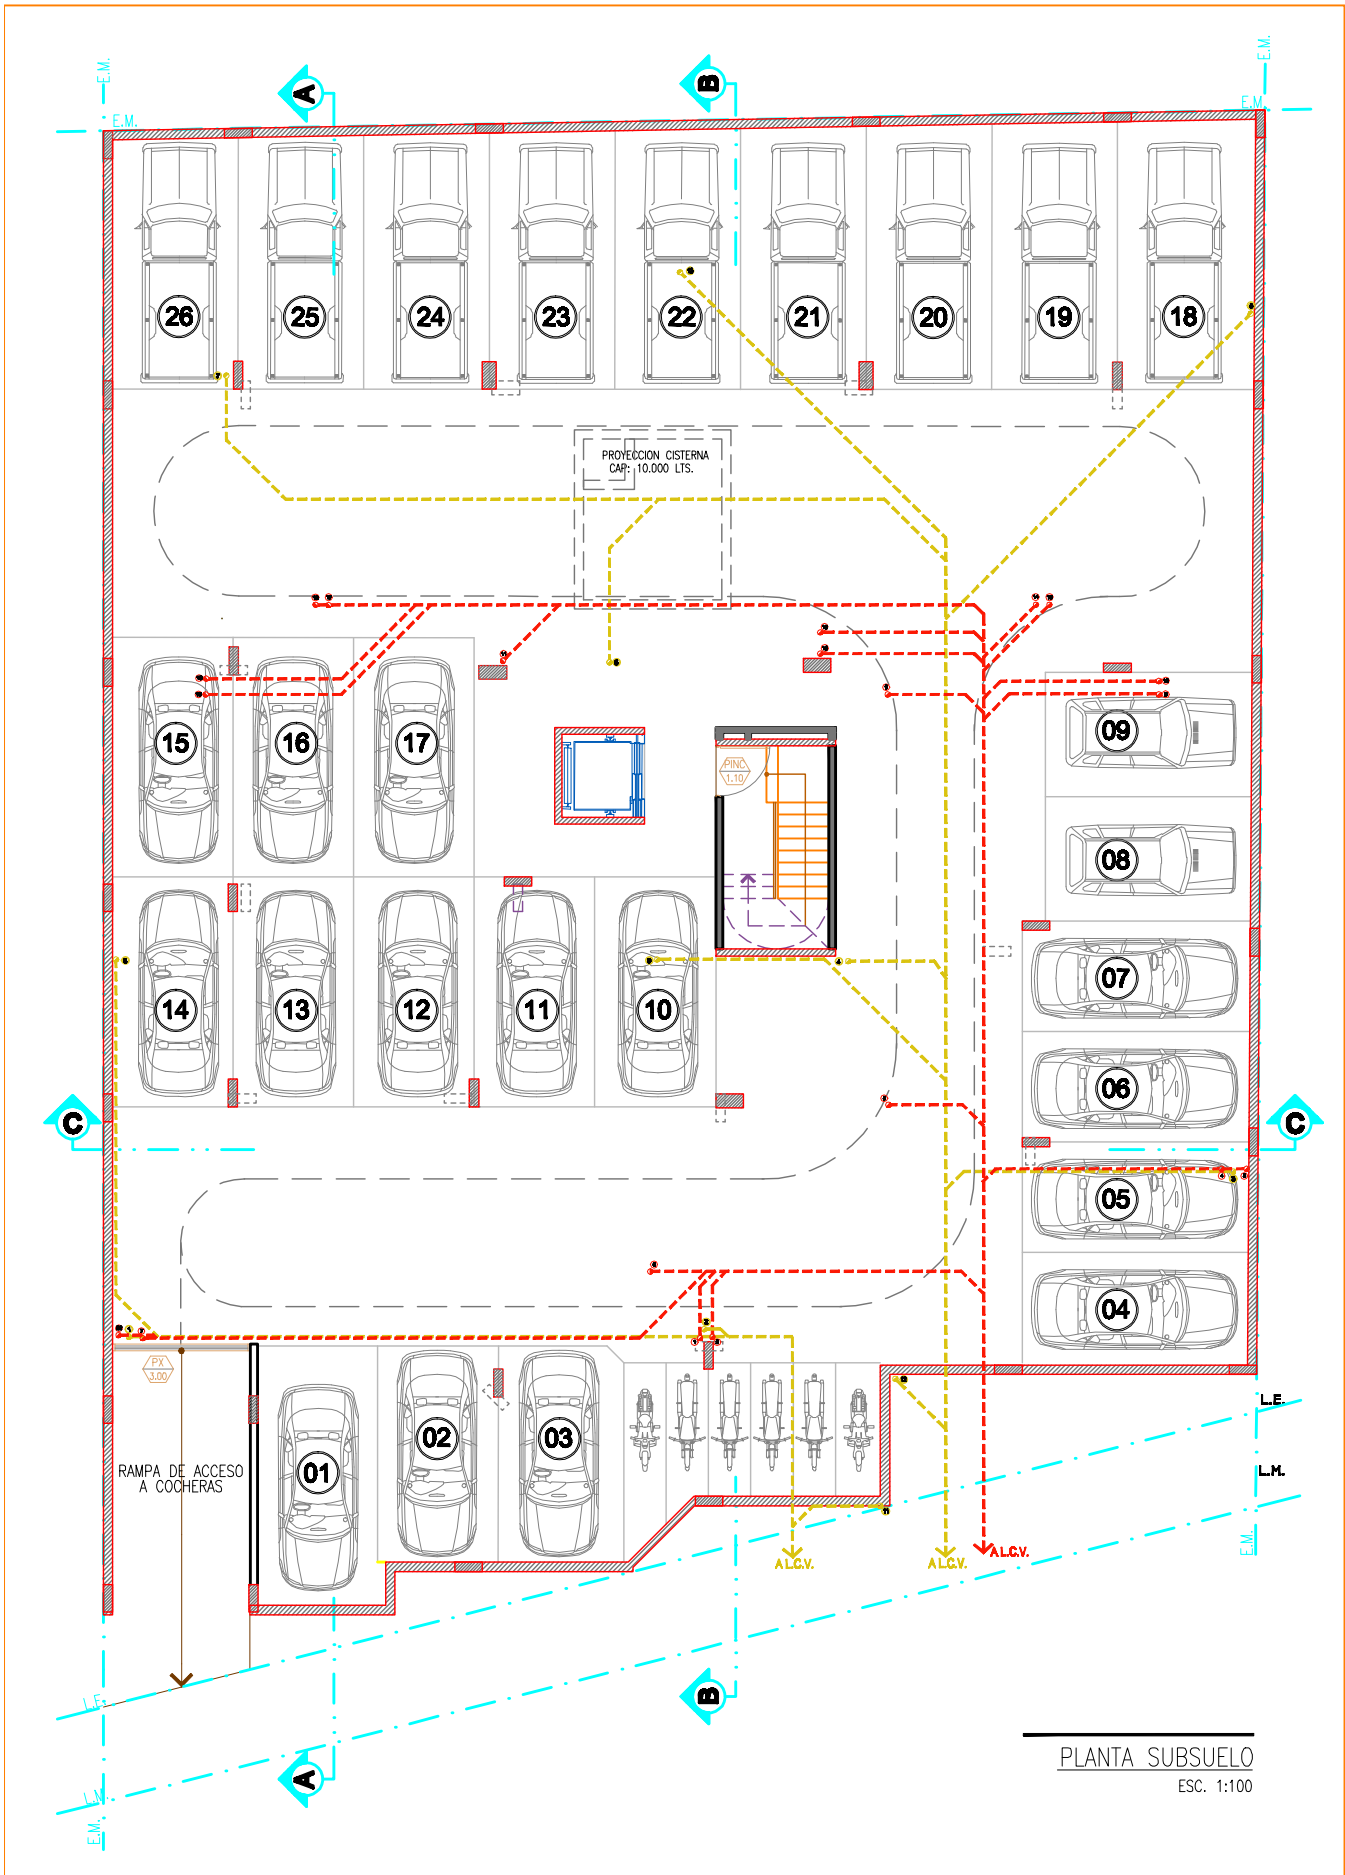 E.M.
E.M.
E.M.
E.M.
A
B
26
25
24
23
22
21
20
19
18
PROYECCION CISTERNA
CAP: 10.000 LTS.
15
16
17
09
PINC
1.10
08
14
13
12
11
10
07
06
C
C
05
04
PX
3.00
RAMPA DE ACCESO
A COCHERAS
01
02
03
L.E.
L.M.
E.M.
A.L.C.V.
A.L.C.V.
A.L.C.V.
L.E.
L.M.
E.M.
B
A
PLANTA SUBSUELO
ESC. 1:100